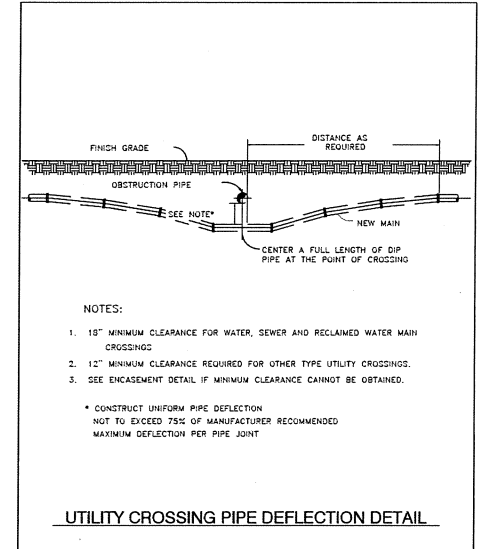 DISTANCE AS
REQUIRED
FINISH GRADE
OBSTRUCTION PIPE
SEE NOTE*
NEW MAIN
CENTER A FULL LENGTH OF DIP
PIPE AT THE POINT OF CROSSING
NOTES:
1. 18" MINIMUM CLEARANCE FOR WATER, SEWER AND RECLAIMED WATER MAIN
CROSSINGS
2. 12" MINIMUM CLEARANCE REQUIRED FOR OTHER TYPE UTILITY CROSSINGS.
3. SEE ENCASEMENT DETAIL IF MINIMUM CLEARANCE CANNOT BE OBTAINED.
* CONSTRUCT UNIFORM PIPE DEFLECTION
NOT TO EXCEED 75% OF MANUFACTURER RECOMMENDED
MAXIMUM DEFLECTION PER PIPE JOINT
UTILITY CROSSING PIPE DEFLECTION DETAIL